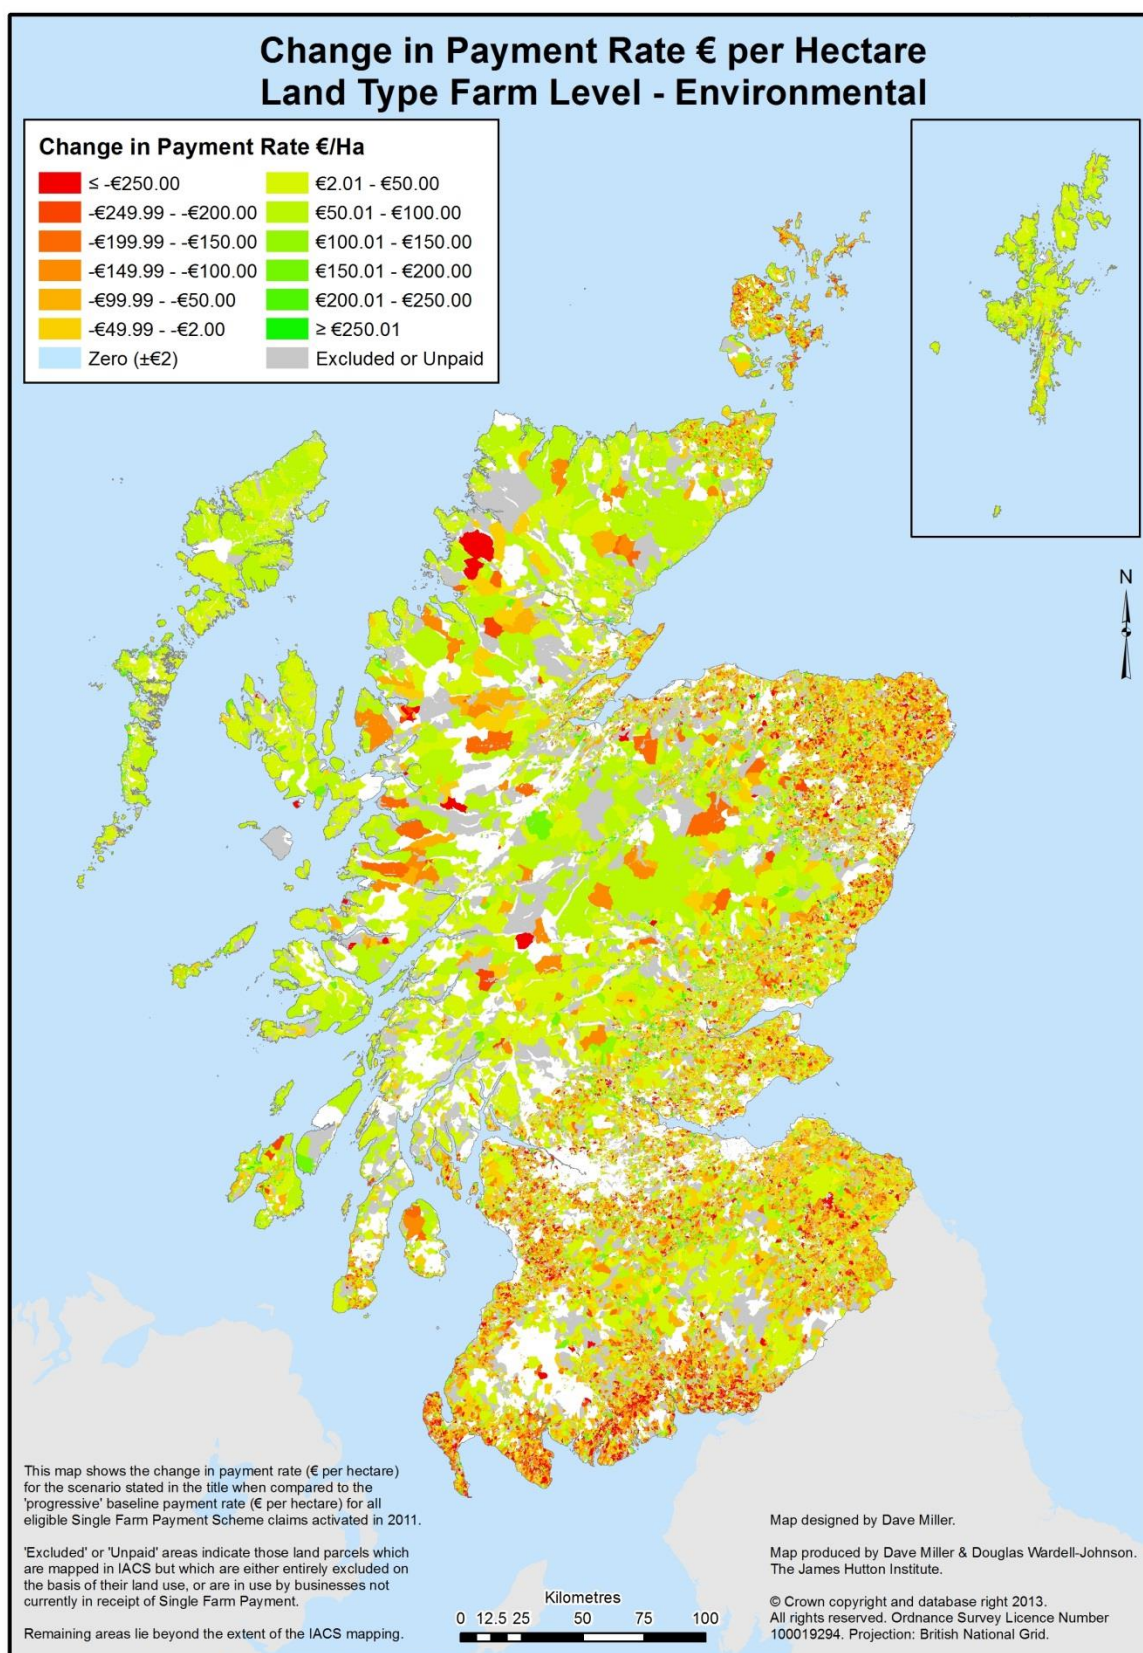 Change in Payment Rate € per Hectare
Land Type Farm Level - Environmental
Change in Payment Rate €/Ha
≤ -€250.00
-€249.99 - -€200.00
-€199.99 - -€150.00
-€149.99 - -€100.00
-€99.99 - -€50.00
-€49.99 - -€2.00
Zero (±€2)
€2.01 - €50.00
€50.01 - €100.00
€100.01 - €150.00
€150.01 - €200.00
€200.01 - €250.00
≥ €250.01
Excluded or Unpaid
N
This map shows the change in payment rate (€ per hectare)
for the scenario stated in the title when compared to the
'progressive' baseline payment rate (€ per hectare) for all
eligible Single Farm Payment Scheme claims activated in 2011.
'Excluded' or 'Unpaid' areas indicate those land parcels which
are mapped in IACS but which are either entirely excluded on
the basis of their land use, or are in use by businesses not
currently in receipt of Single Farm Payment.
Remaining areas lie beyond the extent of the IACS mapping.
Kilometres
0 12.5 25 50 75 100
Map designed by Dave Miller.
Map produced by Dave Miller & Douglas Wardell-Johnson.
The James Hutton Institute.
© Crown copyright and database right 2013.
All rights reserved. Ordnance Survey Licence Number
100019294. Projection: British National Grid.